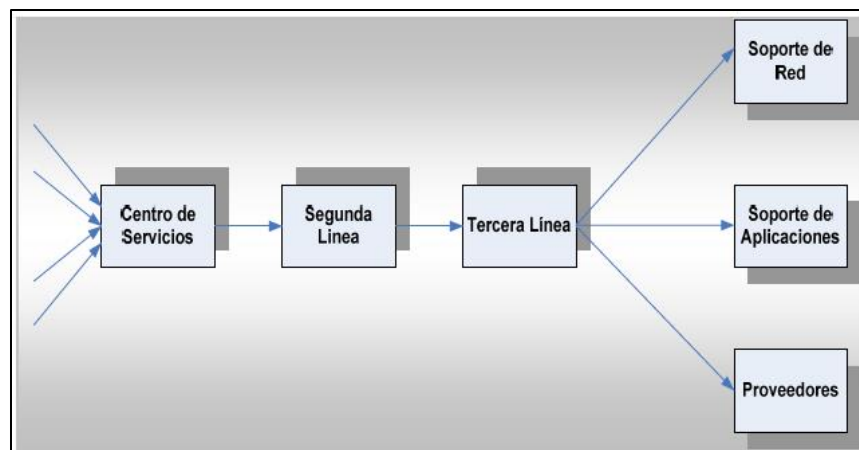 Soporte de
Red
Centro de
Servicios
Segunda
Linea
Tercera Línea
Soporte de
Aplicaciones
Proveedores